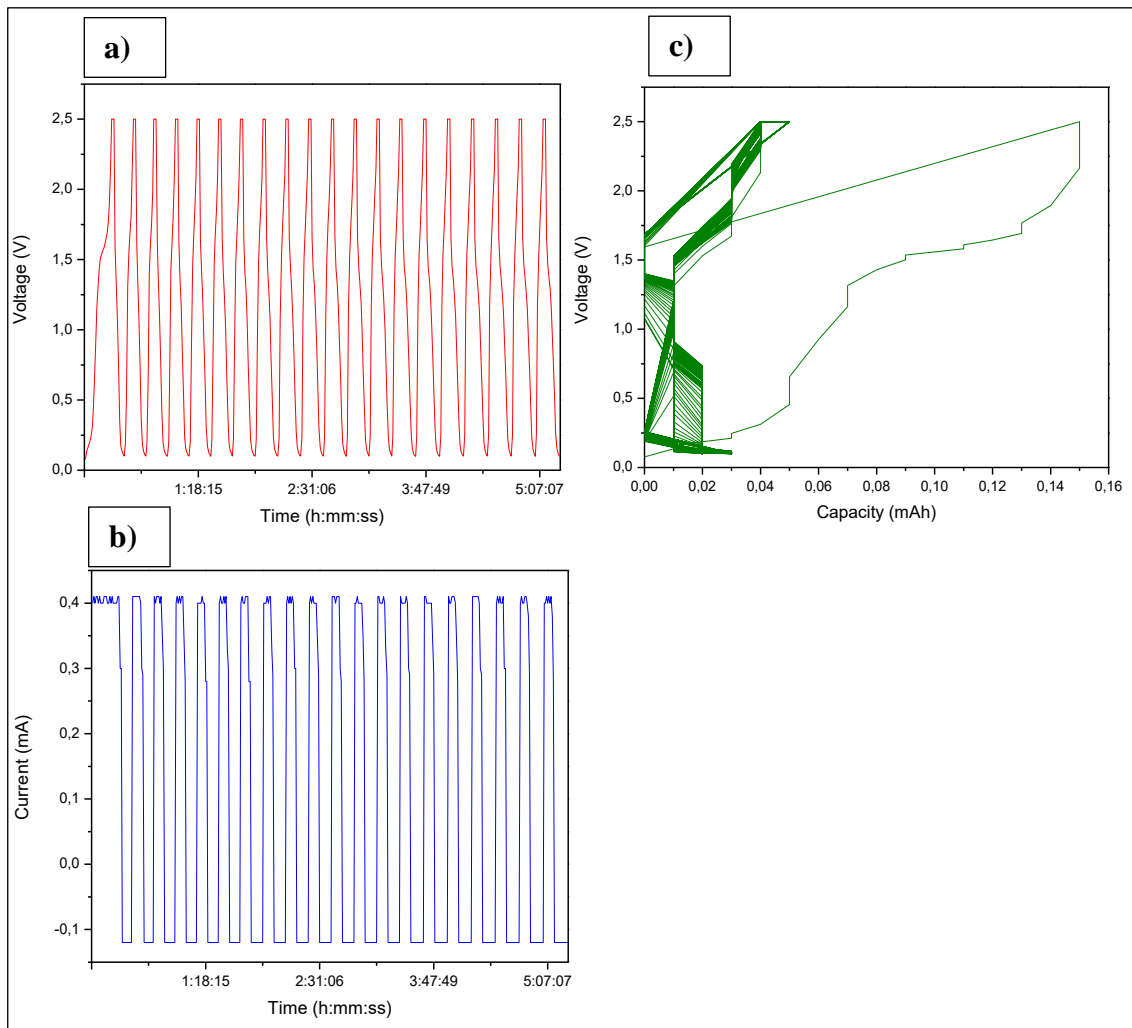 a)
2,5
2,0
1,5
1,0
0,5
0,0
Voltage (V)
1:18:15 2:31:06 3:47:49 5:07:07
Time (h:mm:ss)
c)
2,5
2,0
1,5
1,0
0,5
0,0
Voltage (V)
0,00 0,02 0,04 0,06 0,08 0,10 0,12 0,14 0,16
Capacity (mAh)
b)
0,4
0,3
0,2
0,1
0,0
-0,1
Current (mA)
1:18:15 2:31:06 3:47:49 5:07:07
Time (h:mm:ss)